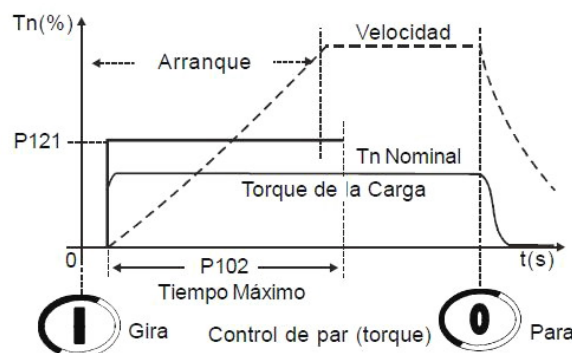 Tn(%)
Velocidad
Arranque
P121
Tn Nominal
Torque de la Carga
0
t(s)
P102
Tiempo Máximo
I
Gira
Control de par (torque)
0
Para